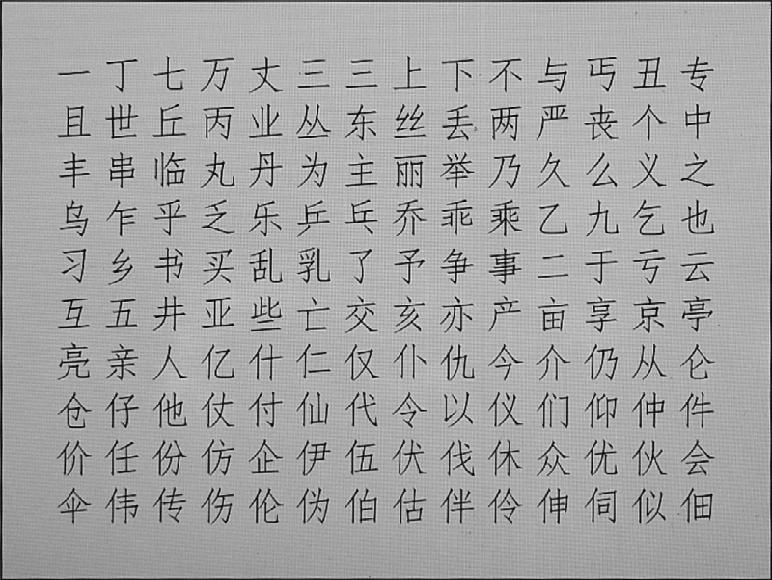 一丁七万丈三三上下不与丐丑专
且世丘丙业丛东丝丢两严丧个中
丰串临丸丹为主丽举乃久么义之
乌乍乎乏乐乒乓乔乖乘乙九乞也
习乡书买乱乳了予争事二于亏云
互五井亚些亡交亥亦产亩享京亭
亮亲人亿什仁仅仆仇今介仍从仑
仓仔他仗付仙代令以仪们仰仲件
价任份仿企伊伍伏伐休众优伙会
伞伟传伤伦伪伯估伴伶伸伺似佃